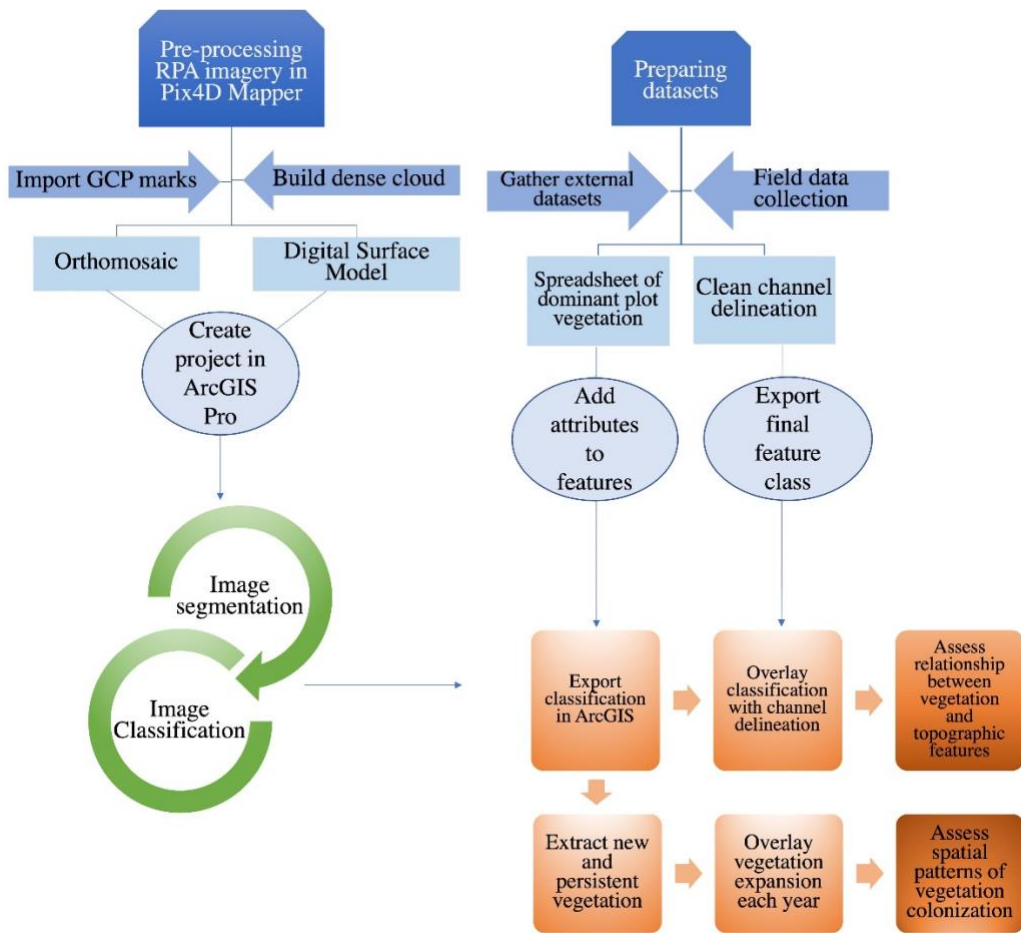 Pre-processing
RPA imagery in
Pix4D Mapper
Import GCP marks
Build dense cloud
Orthomosaic
Digital Surface
Model
Create
project in
ArcGIS
Pro
Image
segmentation
Image
Classification
Preparing
datasets
Gather external
datasets
Field data
collection
Spreadsheet of
dominant plot
vegetation
Clean channel
delineation
Add
attributes
to
features
Export
final
feature
class
Export
classification
in ArcGIS
Overlay
classification
with channel
delineation
Assess
relationship
between
vegetation
and
topographic
features
Extract new
and
persistent
vegetation
Overlay
vegetation
expansion
each year
Assess
spatial
patterns of
vegetation
colonization